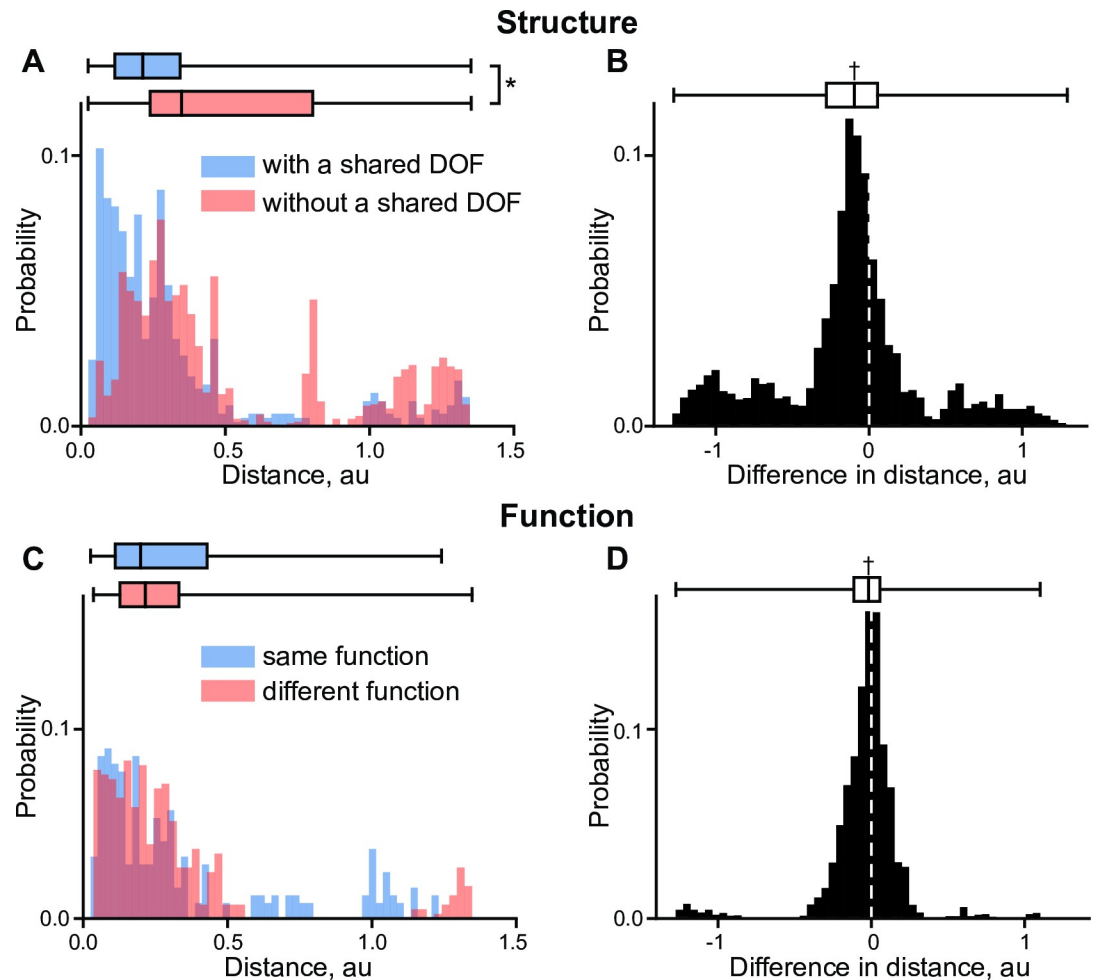 Structure
A
*
with a shared DOF
without a shared DOF
0.1
0.0
Probability
0.0 0.5 1.0 1.5
Distance, au
B
†
0.1
0.0
Probability
-1 0 1
Difference in distance, au
Function
C
same function
different function
0.1
0.0
Probability
0.0 0.5 1.0 1.5
Distance, au
D
†
0.1
0.0
Probability
-1 0 1
Difference in distance, au